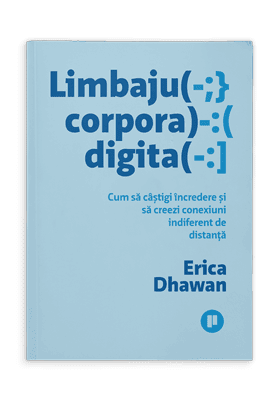 Limbaju(-;}
corpora)-:(
digita(-:]
Cum să câștigi încredere și
să creezi conexiuni
indiferent de
distanță
Erica
Dhawan